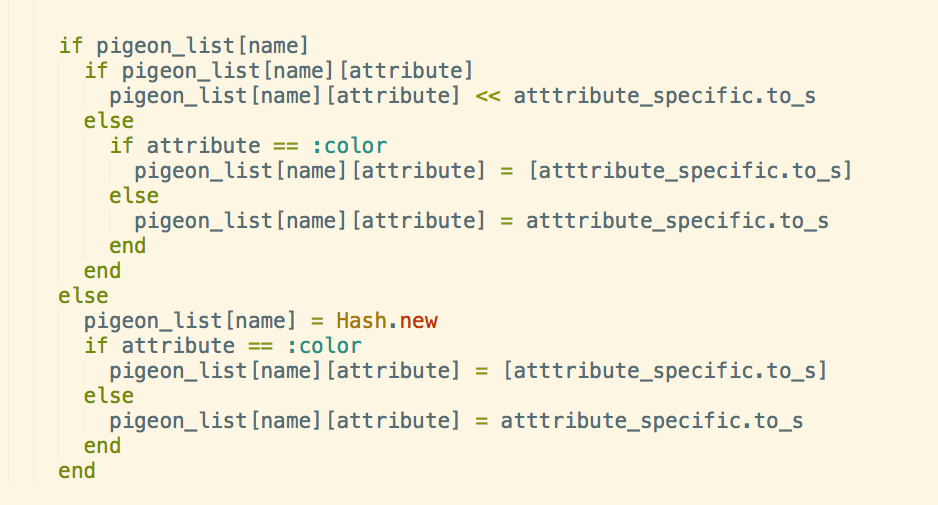 if pigeon_list[name]
  if pigeon_list[name][attribute]
    pigeon_list[name][attribute] << atttribute_specific.to_s
  else
    if attribute == :color
      pigeon_list[name][attribute] = [atttribute_specific.to_s]
    else
      pigeon_list[name][attribute] = atttribute_specific.to_s
    end
  end
else
  pigeon_list[name] = Hash.new
  if attribute == :color
    pigeon_list[name][attribute] = [atttribute_specific.to_s]
  else
    pigeon_list[name][attribute] = atttribute_specific.to_s
  end
end